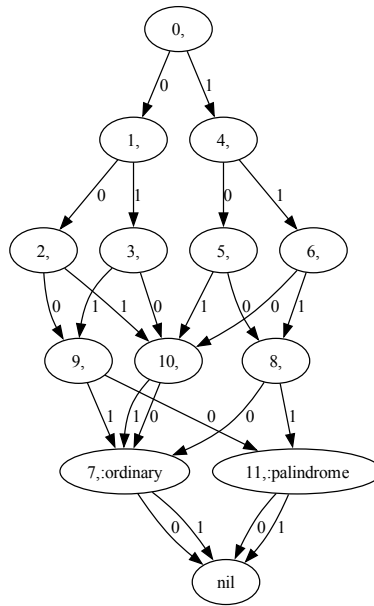 0,
0 1
1, 4,
0 1 0 1
2, 3, 5, 6,
0 1 1 0 1 0 0 1
9, 10, 8,
1 1 0 0 0 1
7,:ordinary 11,:palindrome
0 1 0 1
nil